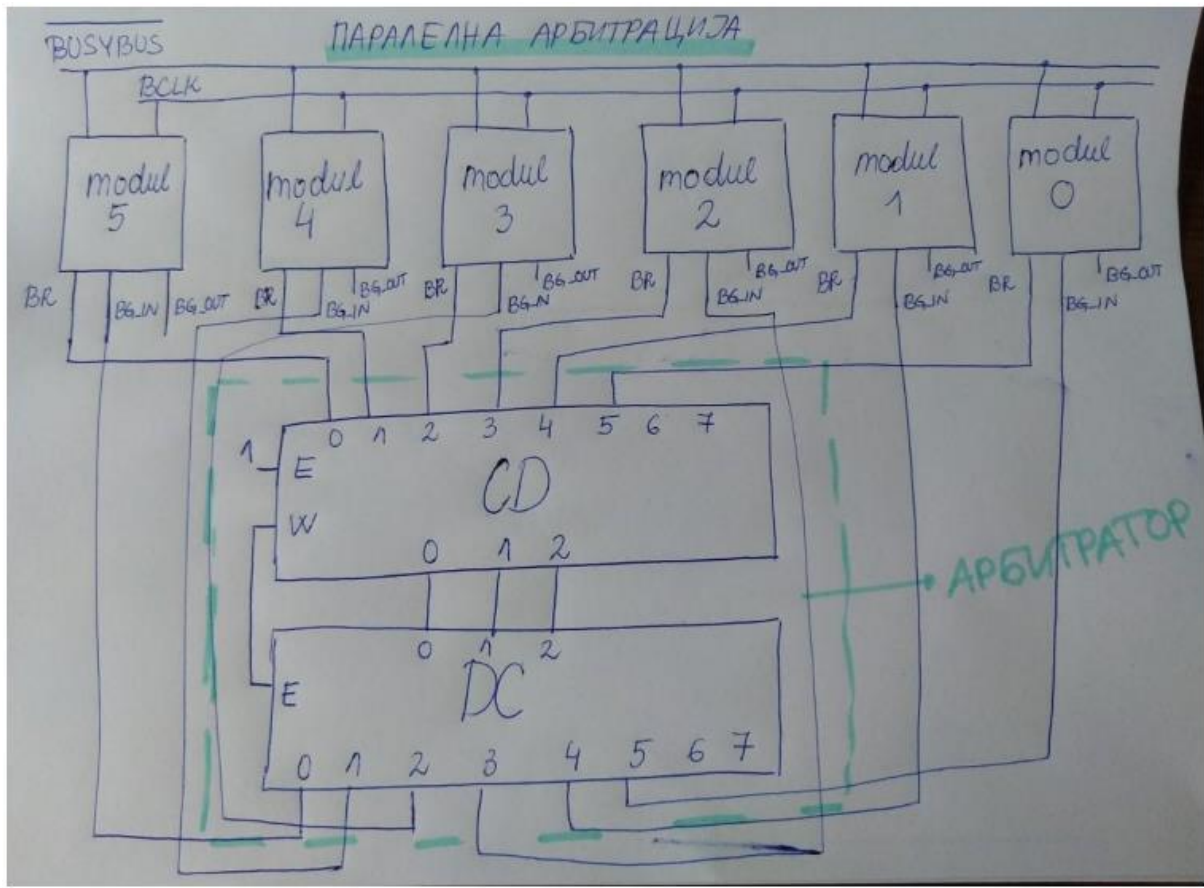 BUSYBUS
ПАРАЛЕЛНА АРБИТРАЦИЈА
BCLK
modul 5
modul 4
modul 3
modul 2
modul 1
modul 0
BR BG_IN BG_OUT
BR BG_IN BG_OUT
BR BG_IN BG_OUT
BR BG_IN BG_OUT
BR BG_IN BG_OUT
BR BG_IN BG_OUT
0 1 2 3 4 5 6 7
1 E
CD
W
0 1 2
АРБИТРАТОР
0 1 2
E
DC
0 1 2 3 4 5 6 7